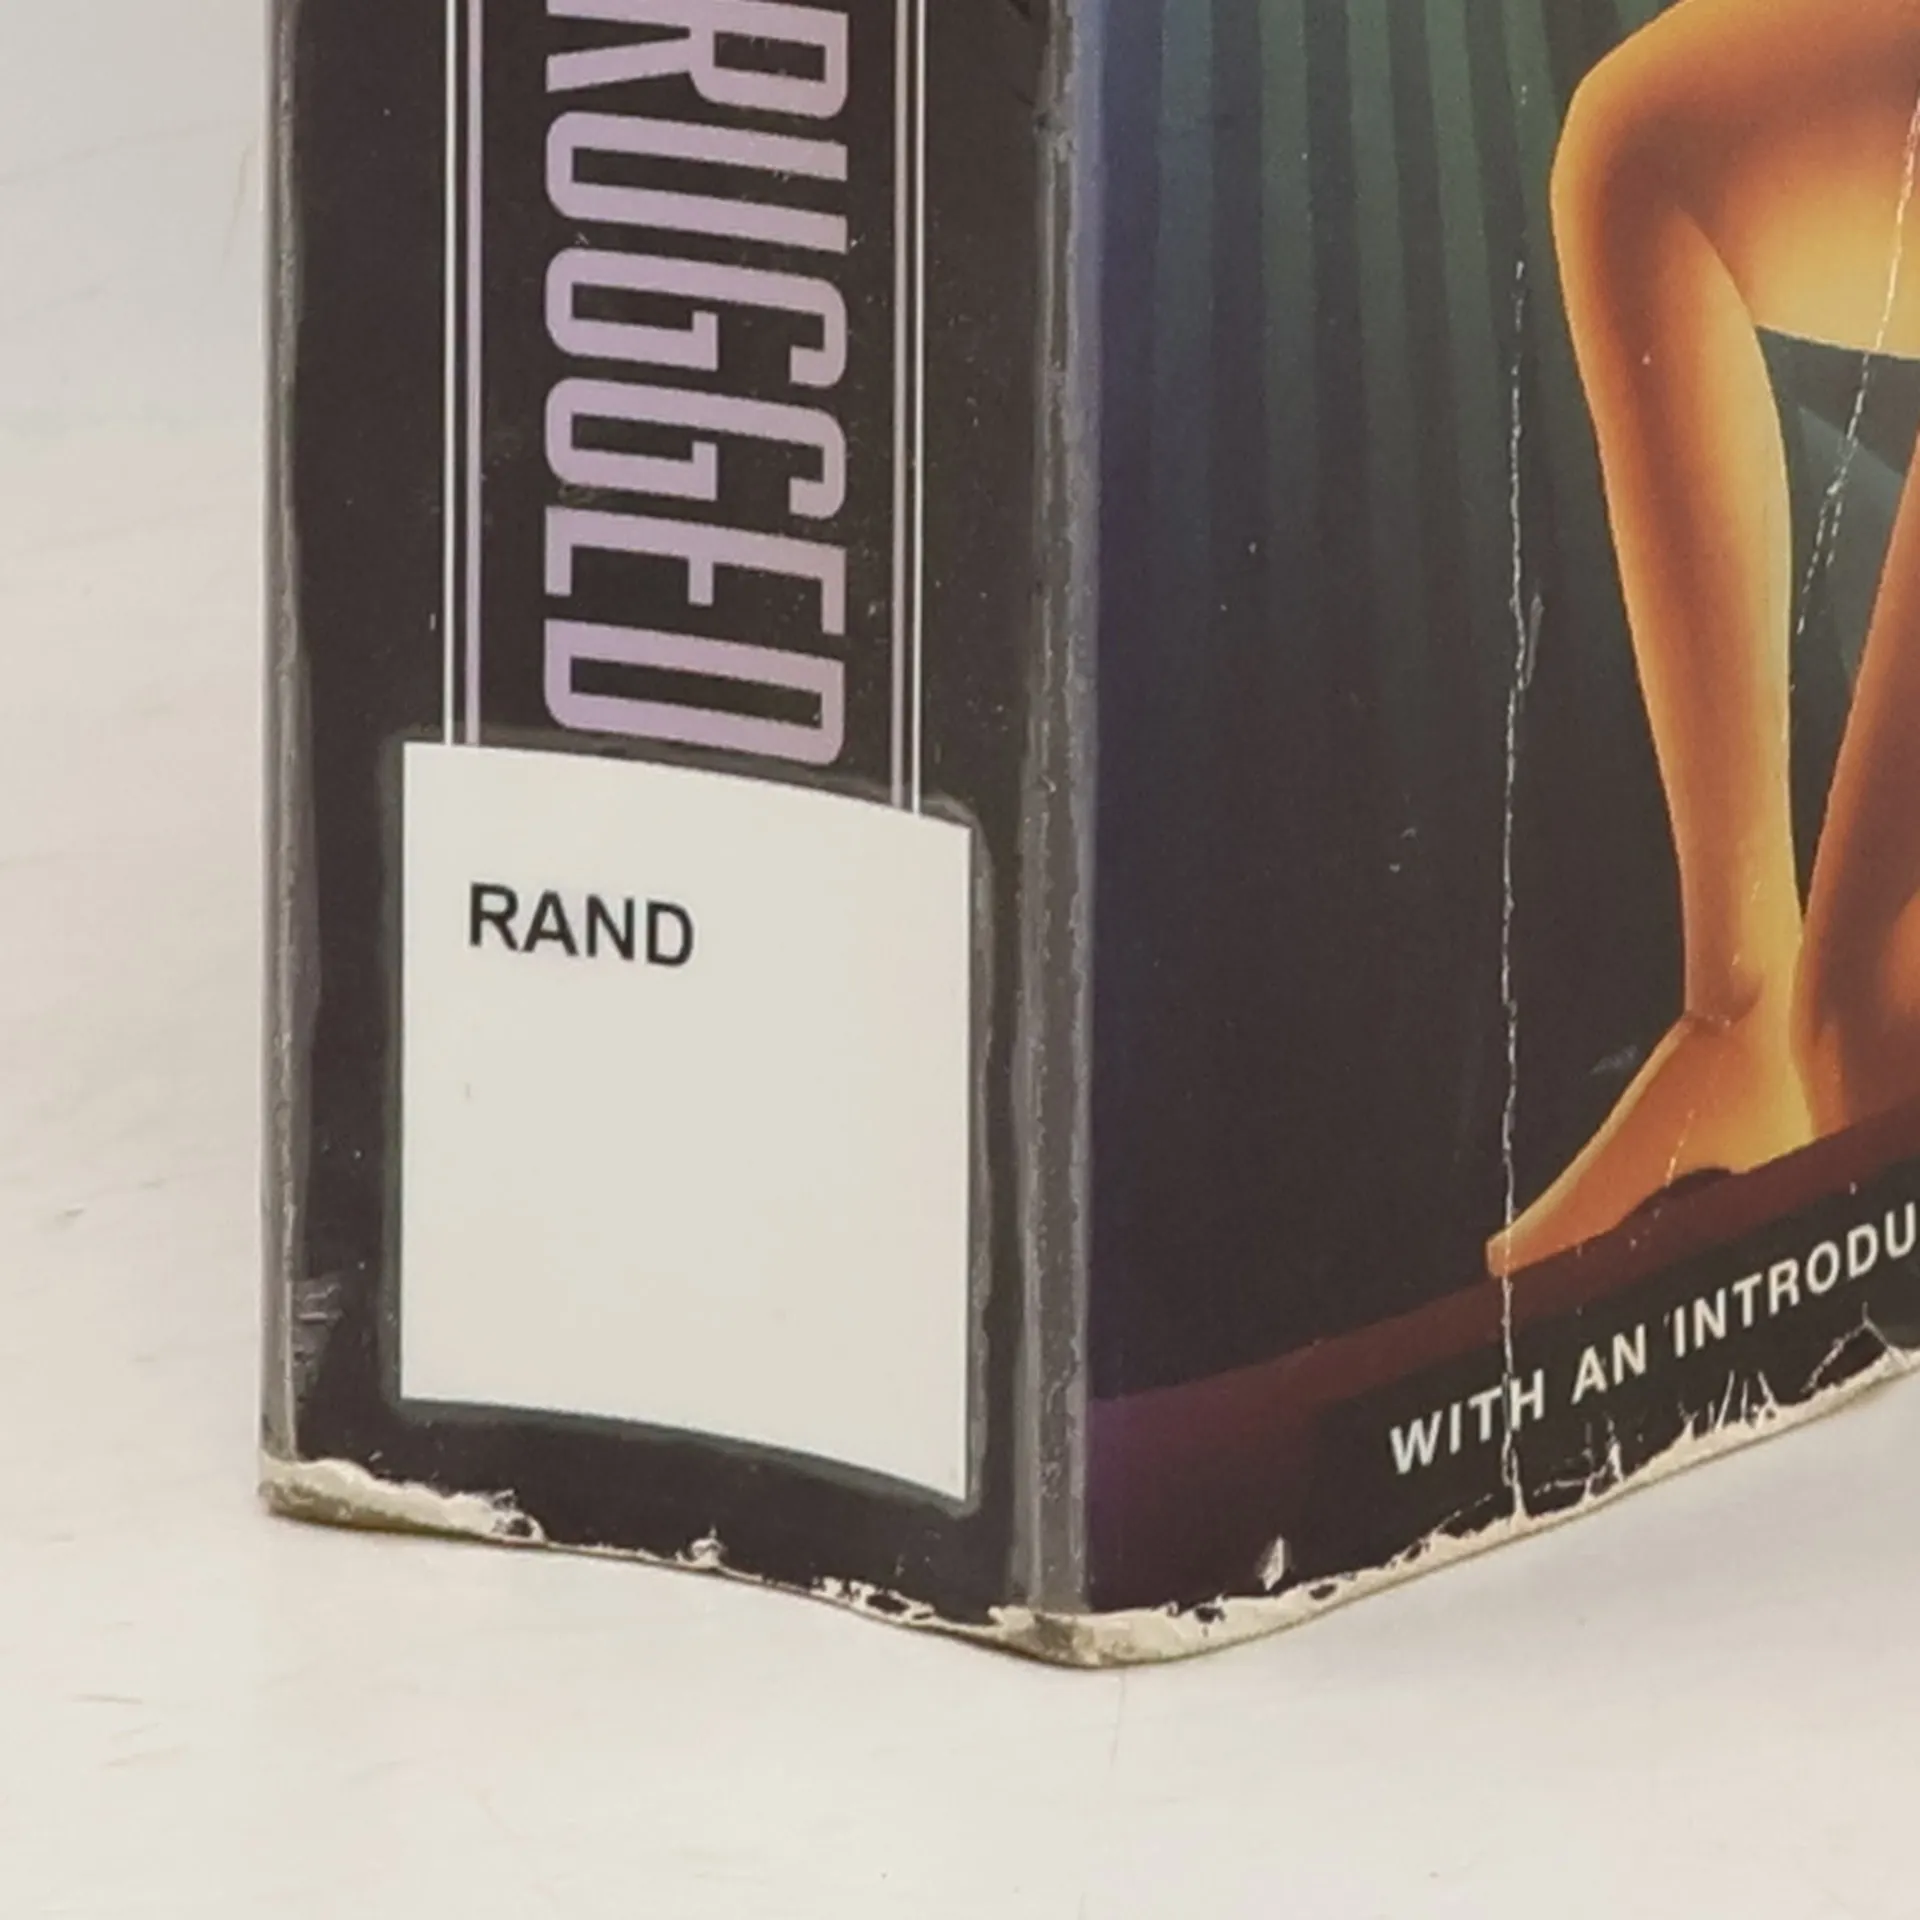 RUGGED
RAND
WITH AN INTRODU